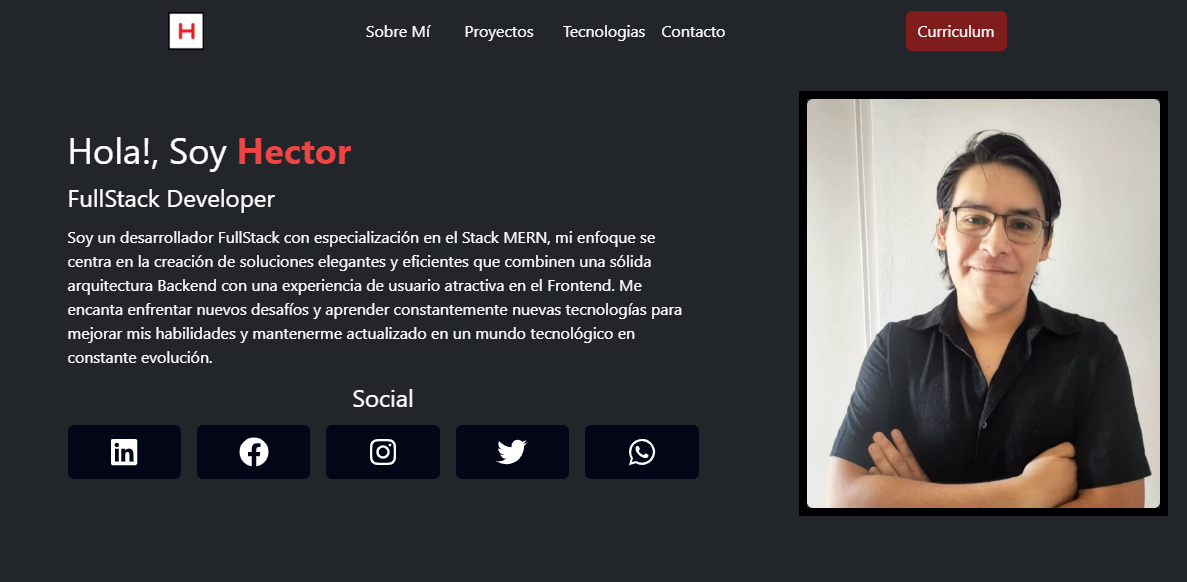 H
Sobre Mí
Proyectos
Tecnologias
Contacto
Curriculum
Hola!, Soy Hector
FullStack Developer
Soy un desarrollador FullStack con especialización en el Stack MERN, mi enfoque se
centra en la creación de soluciones elegantes y eficientes que combinen una sólida
arquitectura Backend con una experiencia de usuario atractiva en el Frontend. Me
encanta enfrentar nuevos desafíos y aprender constantemente nuevas tecnologías para
mejorar mis habilidades y mantenerme actualizado en un mundo tecnológico en
constante evolución.
Social